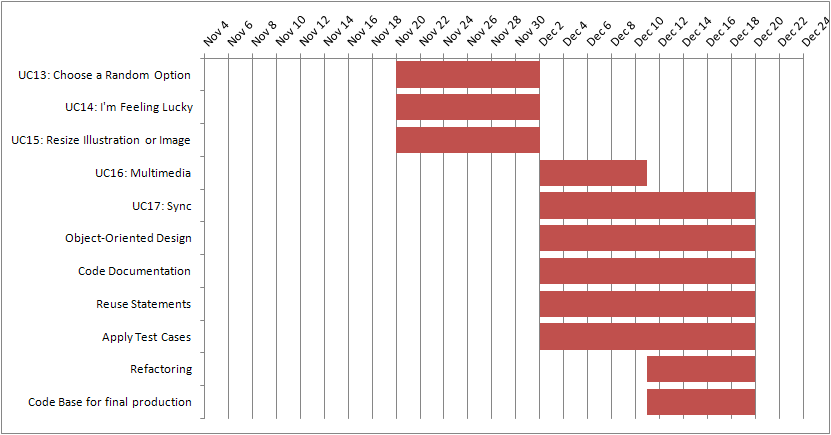 Nov 4
Nov 6
Nov 8
Nov 10
Nov 12
Nov 14
Nov 16
Nov 18
Nov 20
Nov 22
Nov 24
Nov 26
Nov 28
Nov 30
Dec 2
Dec 4
Dec 6
Dec 8
Dec 10
Dec 12
Dec 14
Dec 16
Dec 18
Dec 20
Dec 22
Dec 24
UC13: Choose a Random Option
UC14: I'm Feeling Lucky
UC15: Resize Illustration or Image
UC16: Multimedia
UC17: Sync
Object-Oriented Design
Code Documentation
Reuse Statements
Apply Test Cases
Refactoring
Code Base for final production